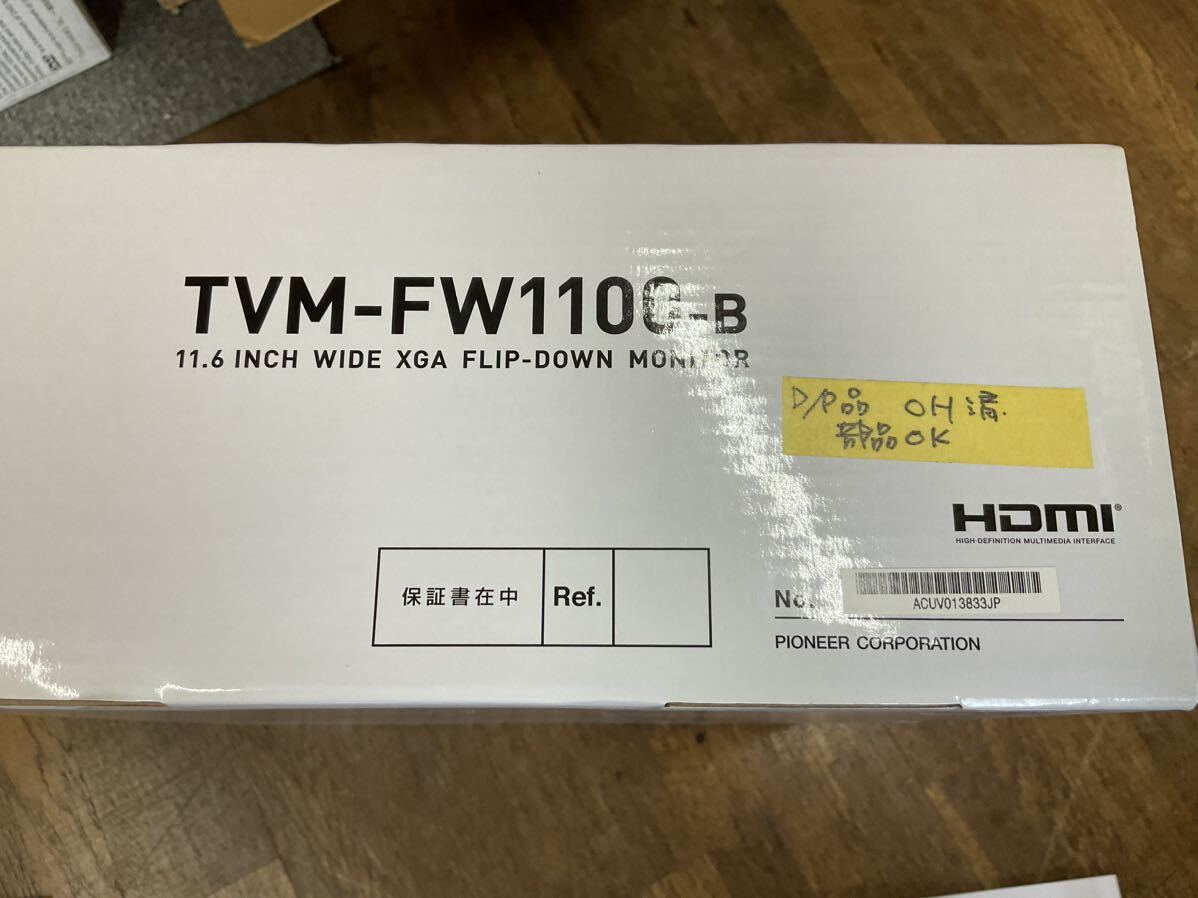 TVM-FW1100-B
11.6 INCH WIDE XGA FLIP-DOWN MONITOR
D/P品 OH済
部品OK
HDMI®
HIGH-DEFINITION MULTIMEDIA INTERFACE
保証書在中 Ref.
No.
ACUV013833JP
PIONEER CORPORATION